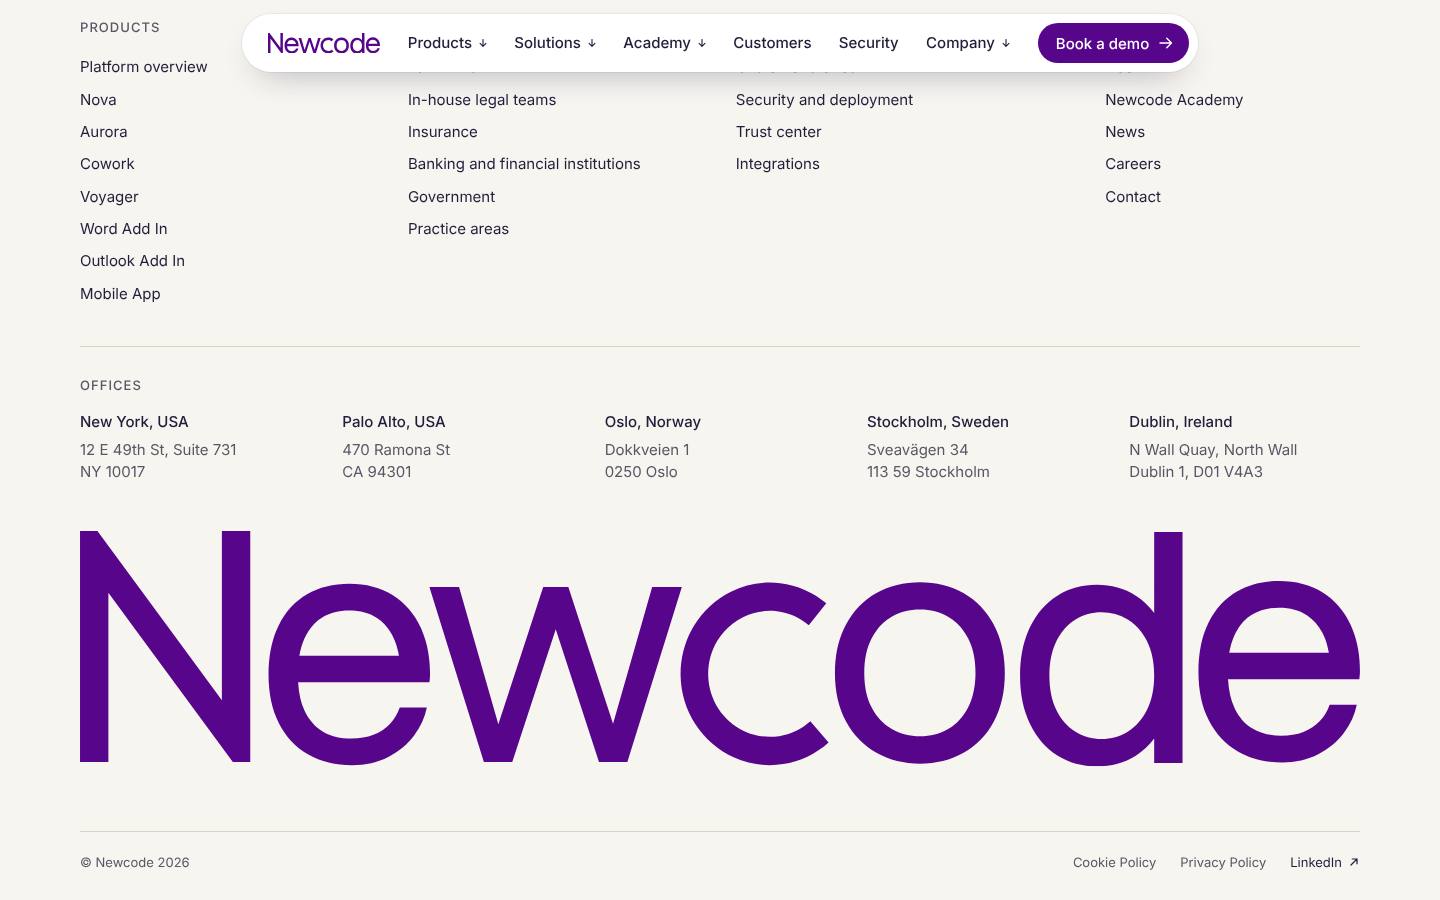 Newcode
Products
Solutions
Academy
Customers
Security
Company
Book a demo
PRODUCTS
Platform overview
Nova
Aurora
Cowork
Voyager
Word Add In
Outlook Add In
Mobile App
In-house legal teams
Insurance
Banking and financial institutions
Government
Practice areas
Security and deployment
Trust center
Integrations
Newcode Academy
News
Careers
Contact
OFFICES
New York, USA
12 E 49th St, Suite 731
NY 10017
Palo Alto, USA
470 Ramona St
CA 94301
Oslo, Norway
Dokkveien 1
0250 Oslo
Stockholm, Sweden
Sveavägen 34
113 59 Stockholm
Dublin, Ireland
N Wall Quay, North Wall
Dublin 1, D01 V4A3
Newcode
© Newcode 2026
Cookie Policy
Privacy Policy
LinkedIn